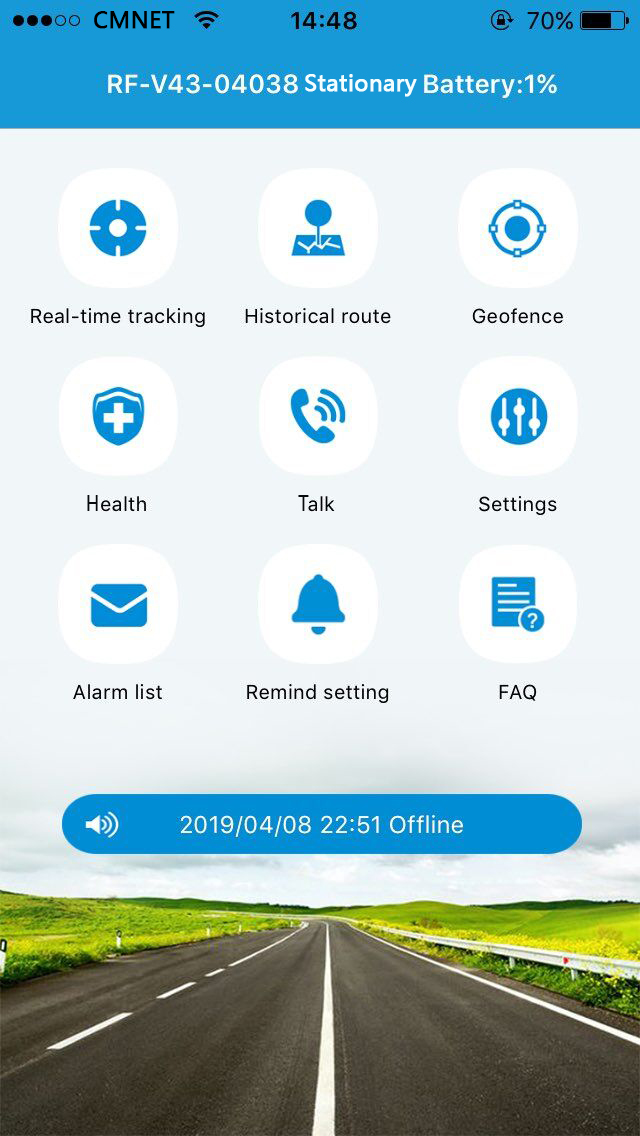 CMNET 14:48 70%
RF-V43-04038 Stationary Battery:1%
Real-time tracking Historical route Geofence
Health Talk Settings
?
Alarm list Remind setting FAQ
2019/04/08 22:51 Offline